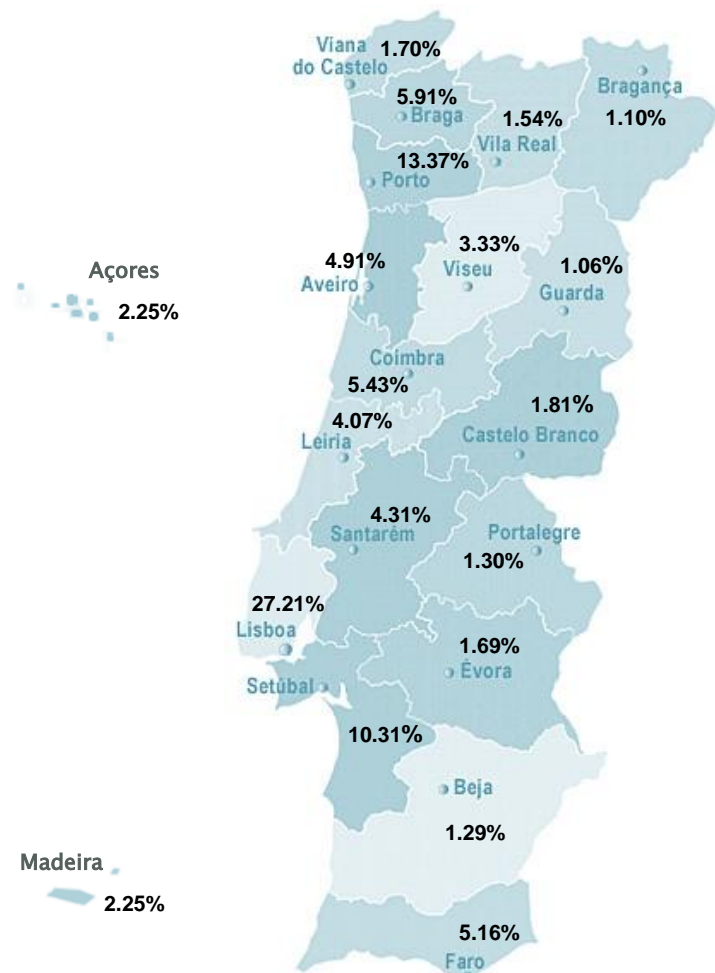 Viana
do Castelo
1.70%
Bragança
1.10%
5.91%
Braga
1.54%
Vila Real
13.37%
Porto
Açores
2.25%
4.91%
Aveiro
3.33%
Viseu
1.06%
Guarda
Coimbra
5.43%
1.81%
Castelo Branco
4.07%
Leiria
4.31%
Santarém
Portalegre
1.30%
27.21%
Lisboa
1.69%
Évora
Setúbal
10.31%
Beja
1.29%
Madeira
2.25%
5.16%
Faro